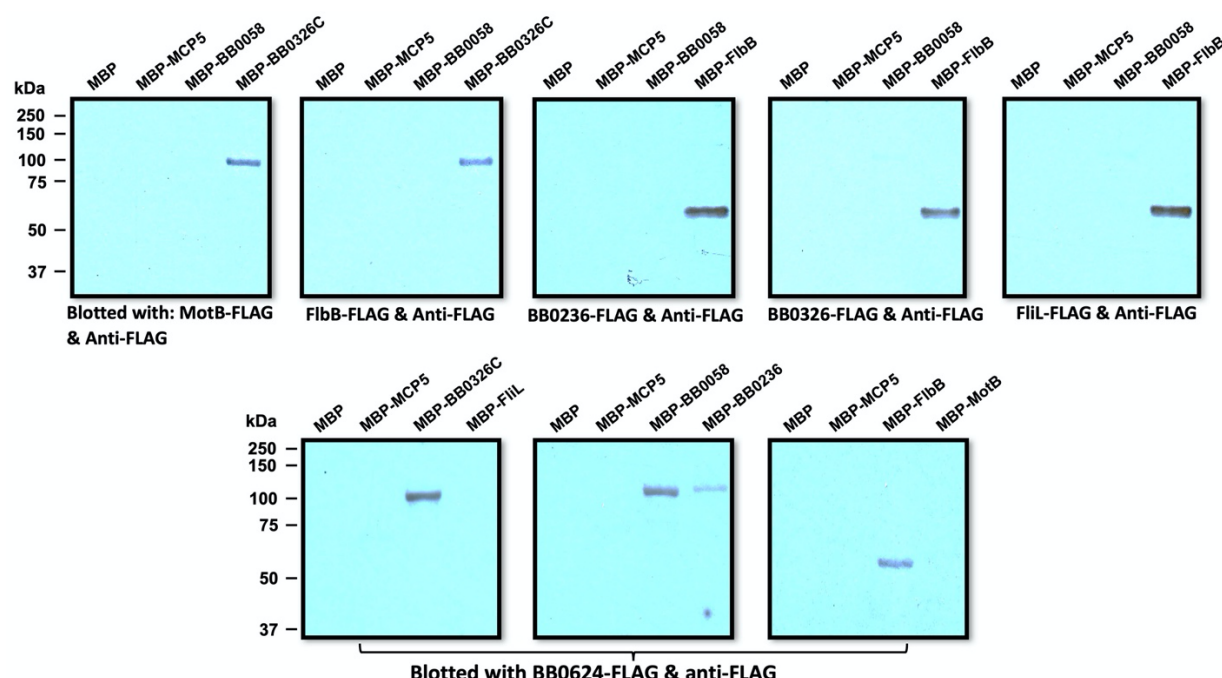 MBP MBP-MCP5 MBP-BB0058 MBP-BB0326C
MBP MBP-MCP5 MBP-BB0058 MBP-BB0326C
MBP MBP-MCP5 MBP-BB0058 MBP-FlbB
MBP MBP-MCP5 MBP-BB0058 MBP-FlbB
MBP MBP-MCP5 MBP-BB0058 MBP-FlbB
kDa
250
150
100
75
50
37
Blotted with: MotB-FLAG
& Anti-FLAG
FlbB-FLAG & Anti-FLAG
BB0236-FLAG & Anti-FLAG
BB0326-FLAG & Anti-FLAG
FliL-FLAG & Anti-FLAG
MBP MBP-MCP5 MBP-BB0326C MBP-FliL
MBP MBP-MCP5 MBP-BB0058 MBP-BB0236
MBP MBP-MCP5 MBP-FlbB MBP-MotB
kDa
250
150
100
75
50
37
Blotted with BB0624-FLAG & anti-FLAG